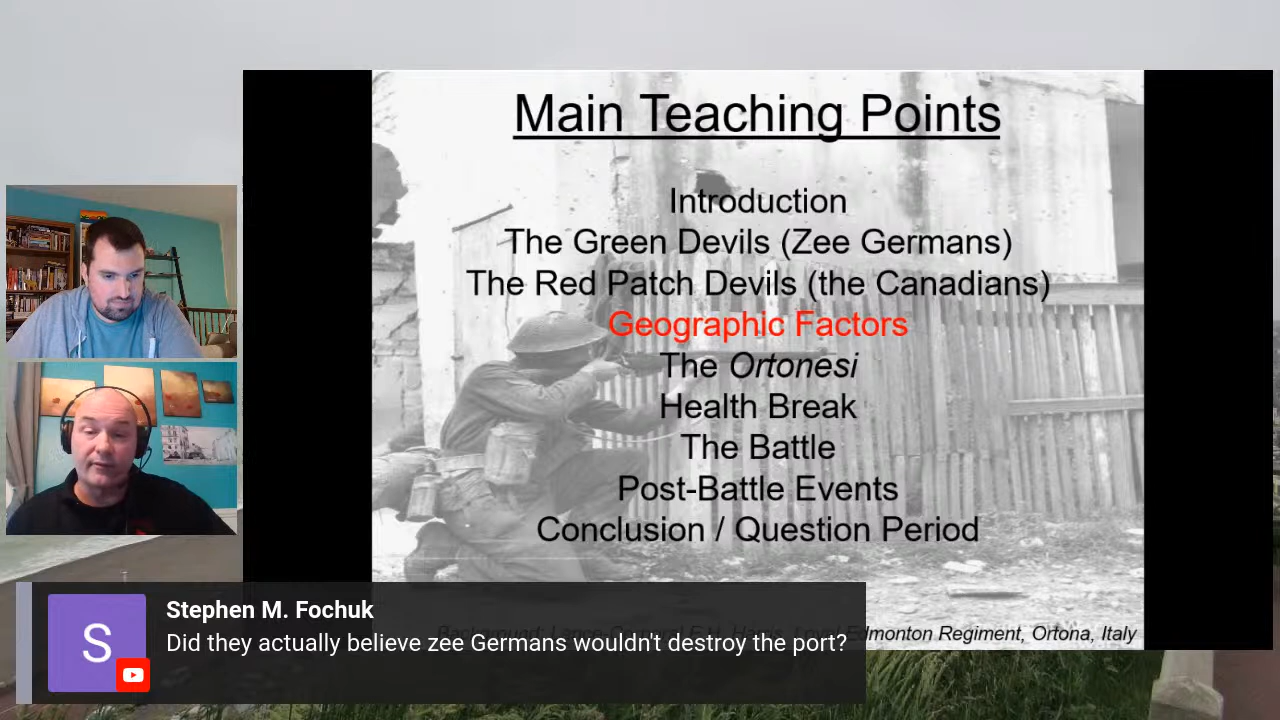 Main Teaching Points
Introduction
The Green Devils (Zee Germans)
The Red Patch Devils (the Canadians)
Geographic Factors
The Ortonesi
Health Break
The Battle
Post-Battle Events
Conclusion / Question Period
Edmonton Regiment, Ortona, Italy
S
Stephen M. Fochuk
Did they actually believe zee Germans wouldn't destroy the port?